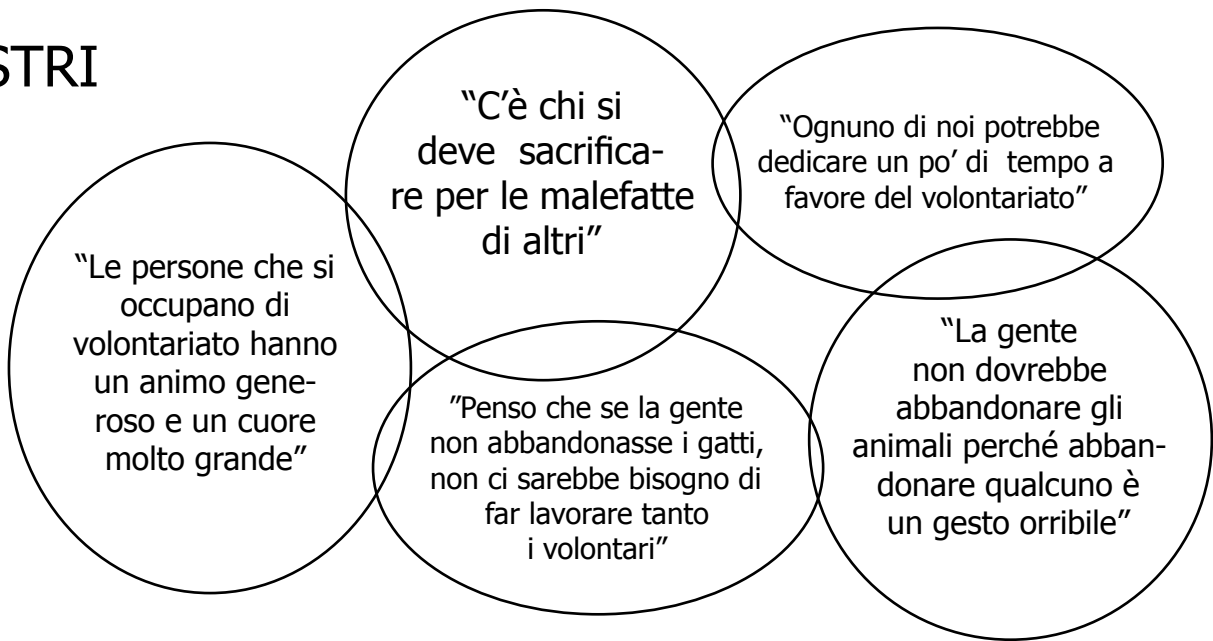 STRI
“C’è chi si
deve sacrifica-
re per le malefatte
di altri”
“Ognuno di noi potrebbe
dedicare un po’ di tempo a
favore del volontariato”
“Le persone che si
occupano di
volontariato hanno
un animo gene-
roso e un cuore
molto grande”
”Penso che se la gente
non abbandonasse i gatti,
non ci sarebbe bisogno di
far lavorare tanto
i volontari”
“La gente
non dovrebbe
abbandonare gli
animali perché abban-
donare qualcuno è
un gesto orribile”